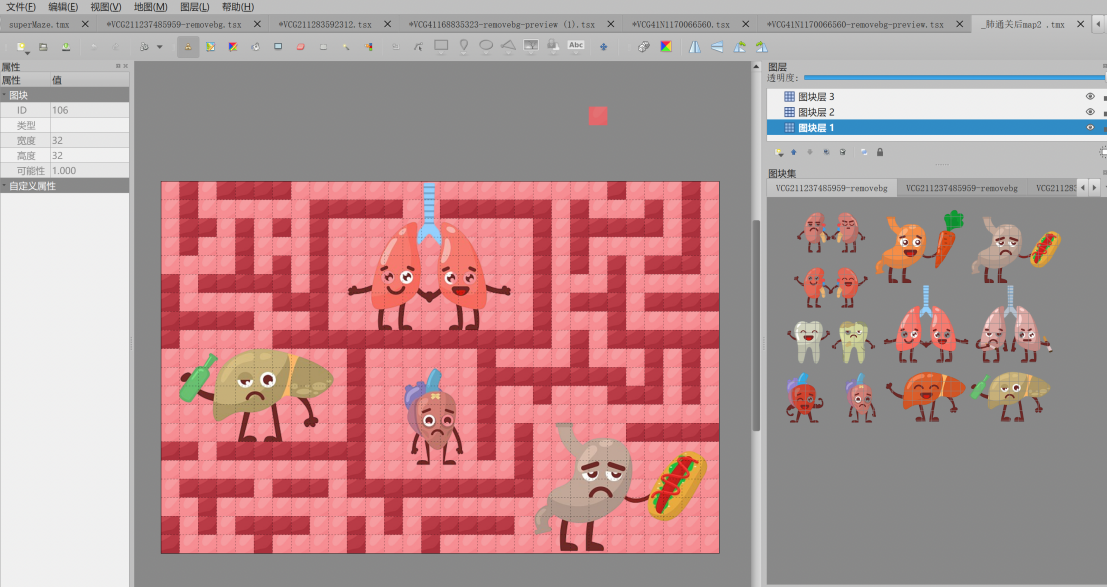 文件(F) 编辑(E) 视图(V) 地图(M) 图层(L) 帮助(H)
superMaze.tmx *VCG211237485959-removebg.tsx *VCG211283592312.tsx *VCG41168835323-removebg-preview (1).tsx *VCG41N1170066560.tsx *VCG41N1170066560-removebg-preview.tsx _肺通关后map2 .tmx
Abc
属性
属性 值
图块
ID 106
类型
宽度 32
高度 32
可能性 1.000
自定义属性
图层
透明度:
图块层 3
图块层 2
图块层 1
图块集
VCG211237485959-removebg VCG211237485959-removebg VCG211283